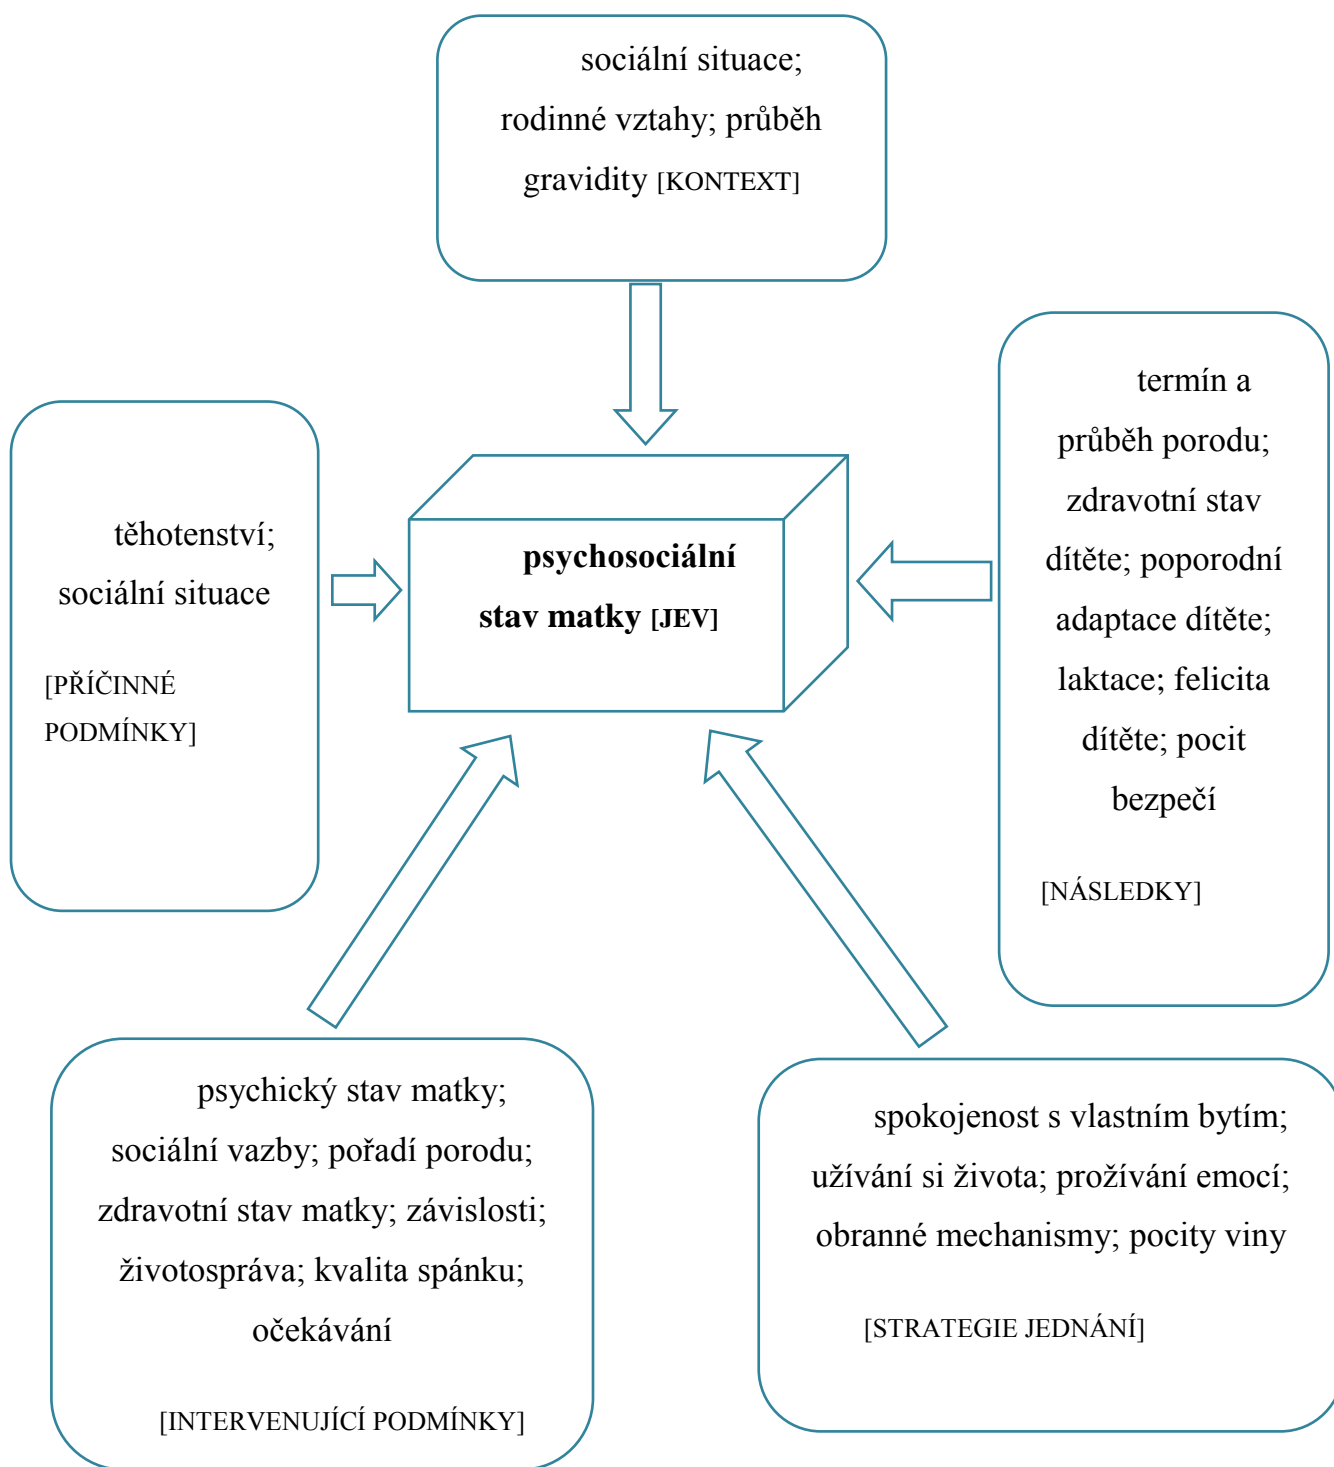 sociální situace;
rodinné vztahy; průběh
gravidity [KONTEXT]
těhotenství;
sociální situace
[PŘÍČINNÉ
PODMÍNKY]
psychosociální
stav matky [JEV]
termín a
průběh porodu;
zdravotní stav
dítěte; poporodní
adaptace dítěte;
laktace; felicita
dítěte; pocit
bezpečí
[NÁSLEDKY]
psychický stav matky;
sociální vazby; pořadí porodu;
zdravotní stav matky; závislosti;
životospráva; kvalita spánku;
očekávání
[INTERVENUJÍCÍ PODMÍNKY]
spokojenost s vlastním bytím;
užívání si života; prožívání emocí;
obranné mechanismy; pocity viny
[STRATEGIE JEDNÁNÍ]